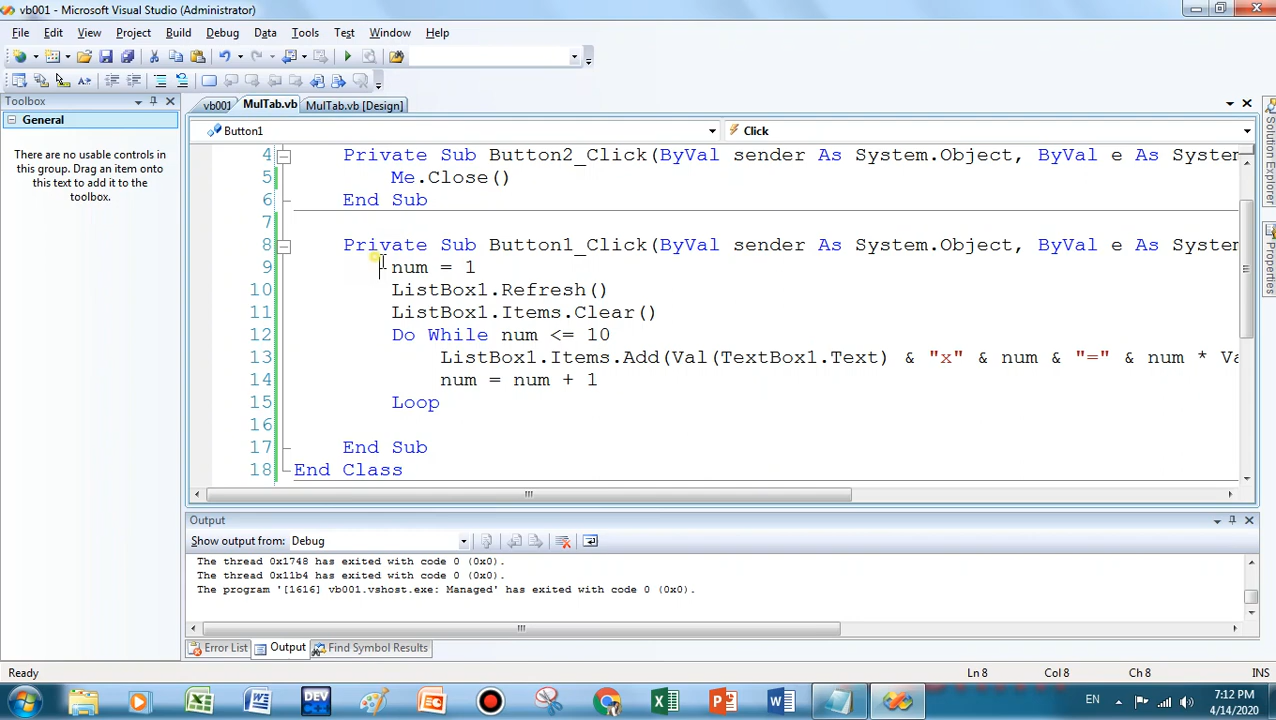 vb001 - Microsoft Visual Studio (Administrator)
File Edit View Project Build Debug Data Tools Test Window Help
Toolbox
General
There are no usable controls in this group. Drag an item onto this text to add it to the toolbox.
vb001 MulTab.vb MulTab.vb [Design]
Button1 Click
4 Private Sub Button2_Click(ByVal sender As System.Object, ByVal e As System
5 Me.Close()
6 End Sub
7
8 Private Sub Button1_Click(ByVal sender As System.Object, ByVal e As System
9 num = 1
10 ListBox1.Refresh()
11 ListBox1.Items.Clear()
12 Do While num <= 10
13 ListBox1.Items.Add(Val(TextBox1.Text) & "x" & num & "=" & num * Va
14 num = num + 1
15 Loop
16
17 End Sub
18 End Class
Solution Explorer
Properties
Output
Show output from: Debug
The thread 0x1748 has exited with code 0 (0x0).
The thread 0x11b4 has exited with code 0 (0x0).
The program '[1616] vb001.vshost.exe: Managed' has exited with code 0 (0x0).
Error List Output Find Symbol Results
Ready Ln 8 Col 8 Ch 8 INS
DEV
EN
7:12 PM
4/14/2020